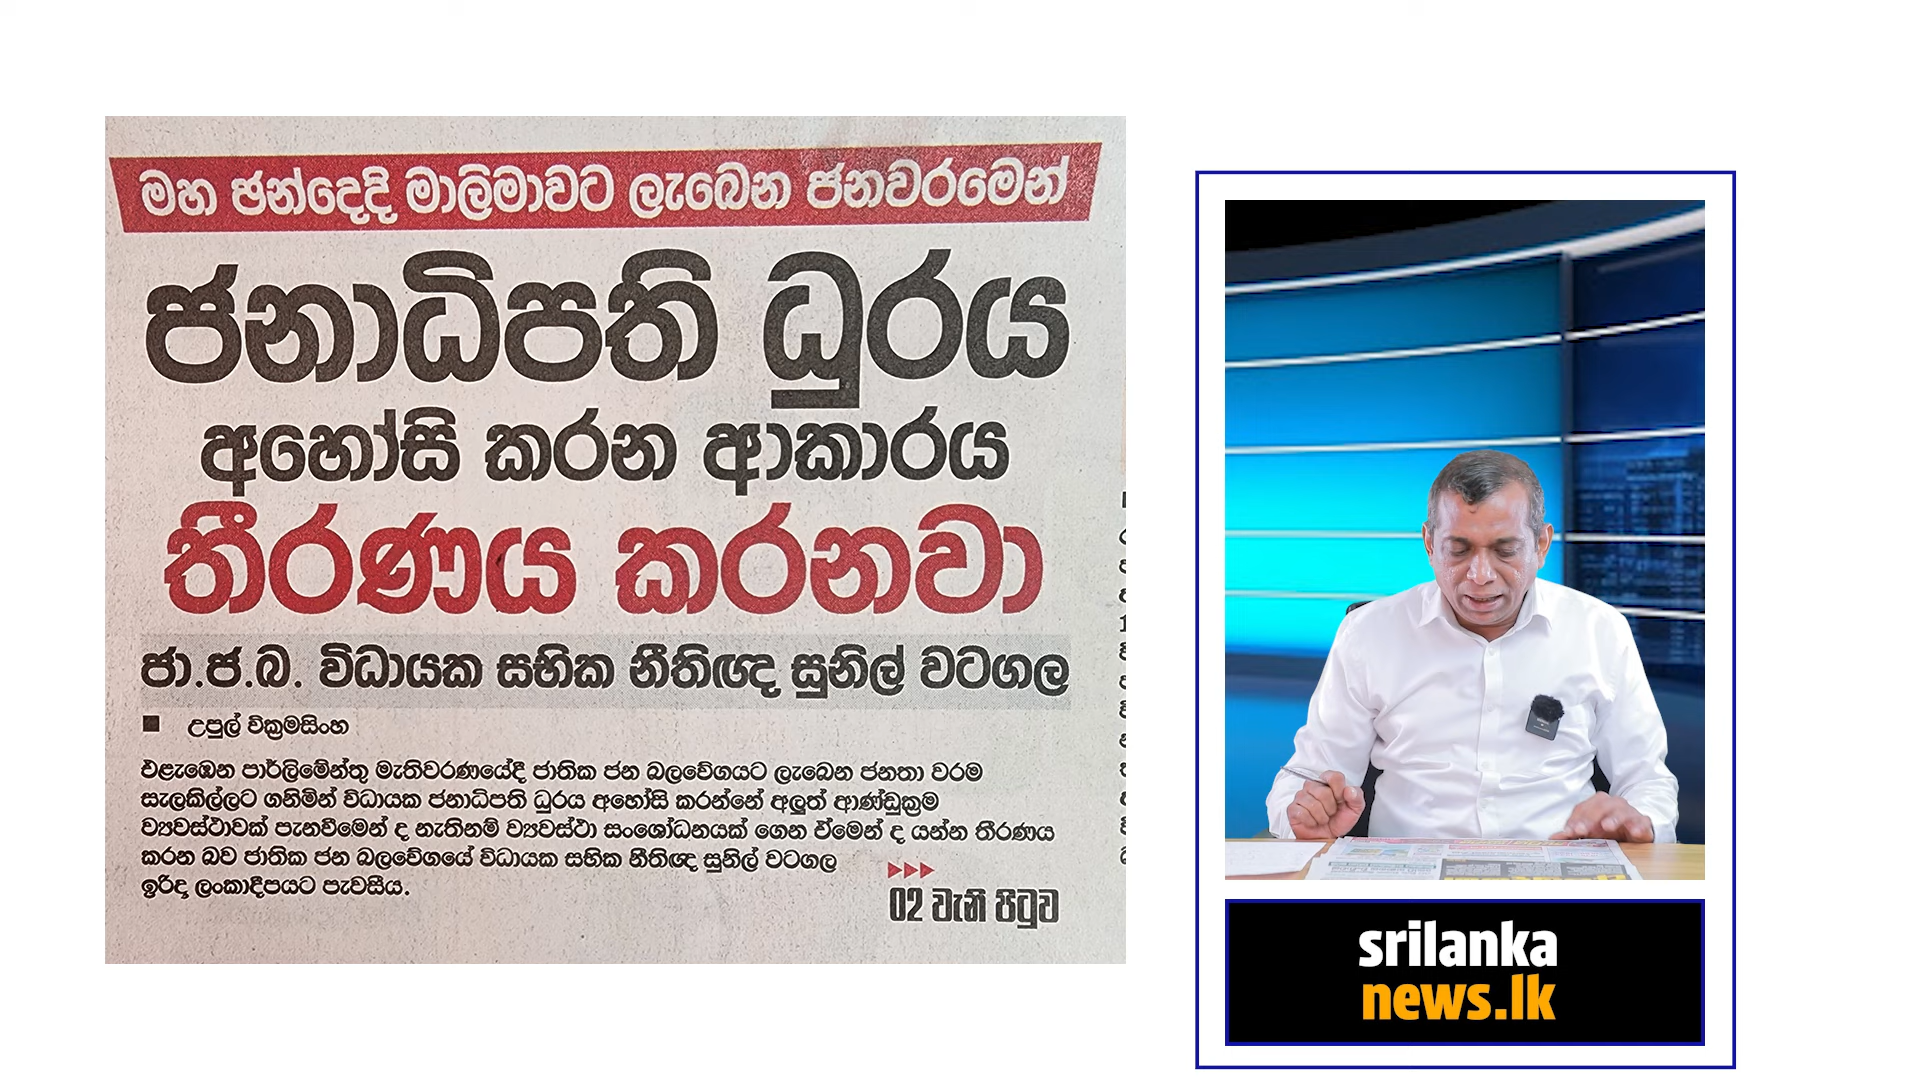 මහ ඡන්දෙදි මාලිමාවට ලැබෙන ජනවරමෙන්
ජනාධිපති ධුරය
අහෝසි කරන ආකාරය
තීරණය කරනවා
ජා.ජ.බ. විධායක සභික නීතිඥ සුනිල් වටගල
■ උපුල් වික්‍රමසිංහ
එළැඹෙන පාර්ලිමේන්තු මැතිවරණයේදී ජාතික ජන බලවේගයට ලැබෙන ජනතා වරම
සැලකිල්ලට ගනිමින් විධායක ජනාධිපති ධුරය අහෝසි කරන්නේ අලුත් ආණ්ඩුක්‍රම
ව්‍යවස්ථාවක් පැනවීමෙන් ද නැතිනම් ව්‍යවස්ථා සංශෝධනයක් ගෙන ඒමෙන් ද යන්න තීරණය
කරන බව ජාතික ජන බලවේගයේ විධායක සභික නීතිඥ සුනිල් වටගල
ඉරිදා ලංකාදීපයට පැවසීය.
02 වැනි පිටුව
srilanka
news.lk